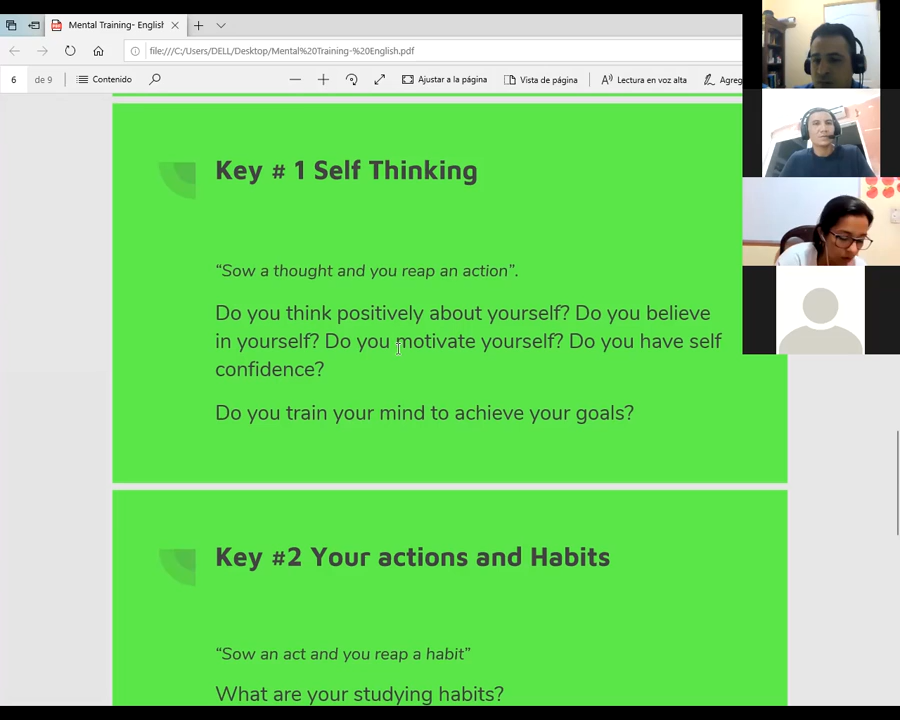 Mental Training- English
file:///C:/Users/DELL/Desktop/Mental%20Training-%20English.pdf
6 de 9 Contenido Ajustar a la página Vista de página Lectura en voz alta Agreg
Key # 1 Self Thinking
“Sow a thought and you reap an action”.
Do you think positively about yourself? Do you believe
in yourself? Do you motivate yourself? Do you have self
confidence?
Do you train your mind to achieve your goals?
Key #2 Your actions and Habits
“Sow an act and you reap a habit”
What are your studying habits?